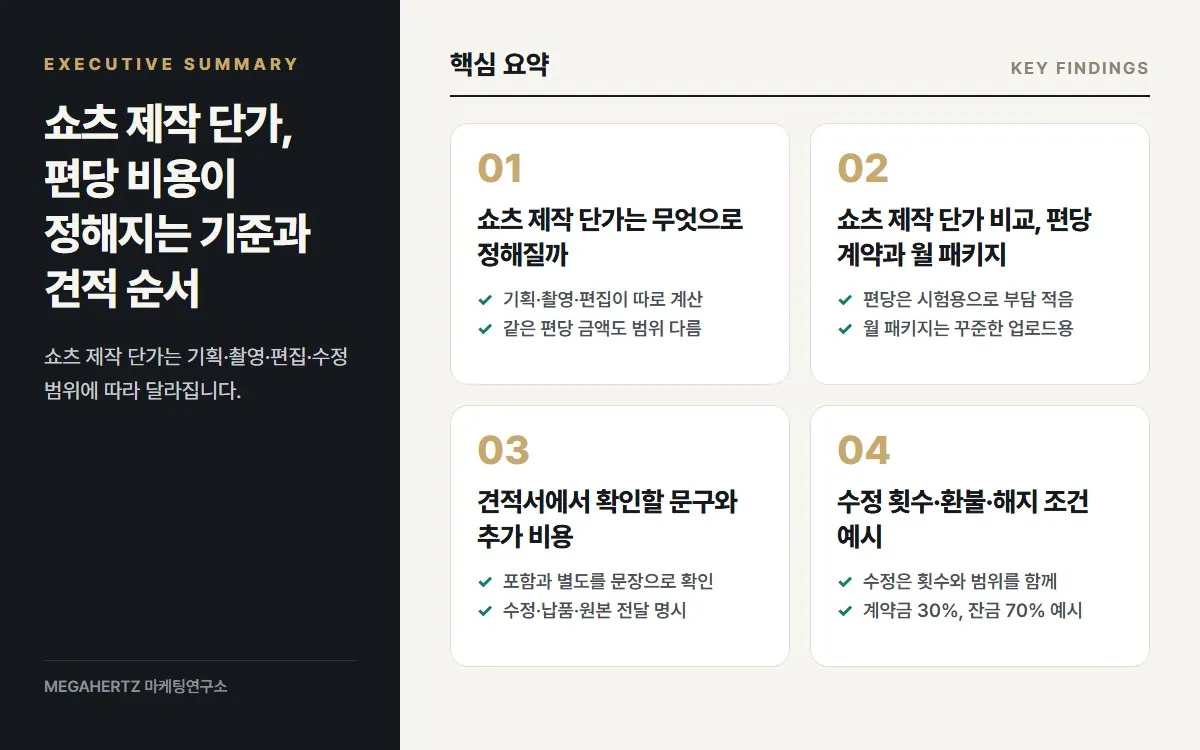 EXECUTIVE SUMMARY
쇼츠 제작 단가,
편당 비용이
정해지는 기준과
견적 순서
쇼츠 제작 단가는 기획·촬영·편집·수정
범위에 따라 달라집니다.
MEGAHERTZ 마케팅연구소
핵심 요약
KEY FINDINGS
01
쇼츠 제작 단가는 무엇으로
정해질까
기획·촬영·편집이 따로 계산
같은 편당 금액도 범위 다름
02
쇼츠 제작 단가 비교, 편당
계약과 월 패키지
편당은 시험용으로 부담 적음
월 패키지는 꾸준한 업로드용
03
견적서에서 확인할 문구와
추가 비용
포함과 별도를 문장으로 확인
수정·납품·원본 전달 명시
04
수정 횟수·환불·해지 조건
예시
수정은 횟수와 범위를 함께
계약금 30%, 잔금 70% 예시